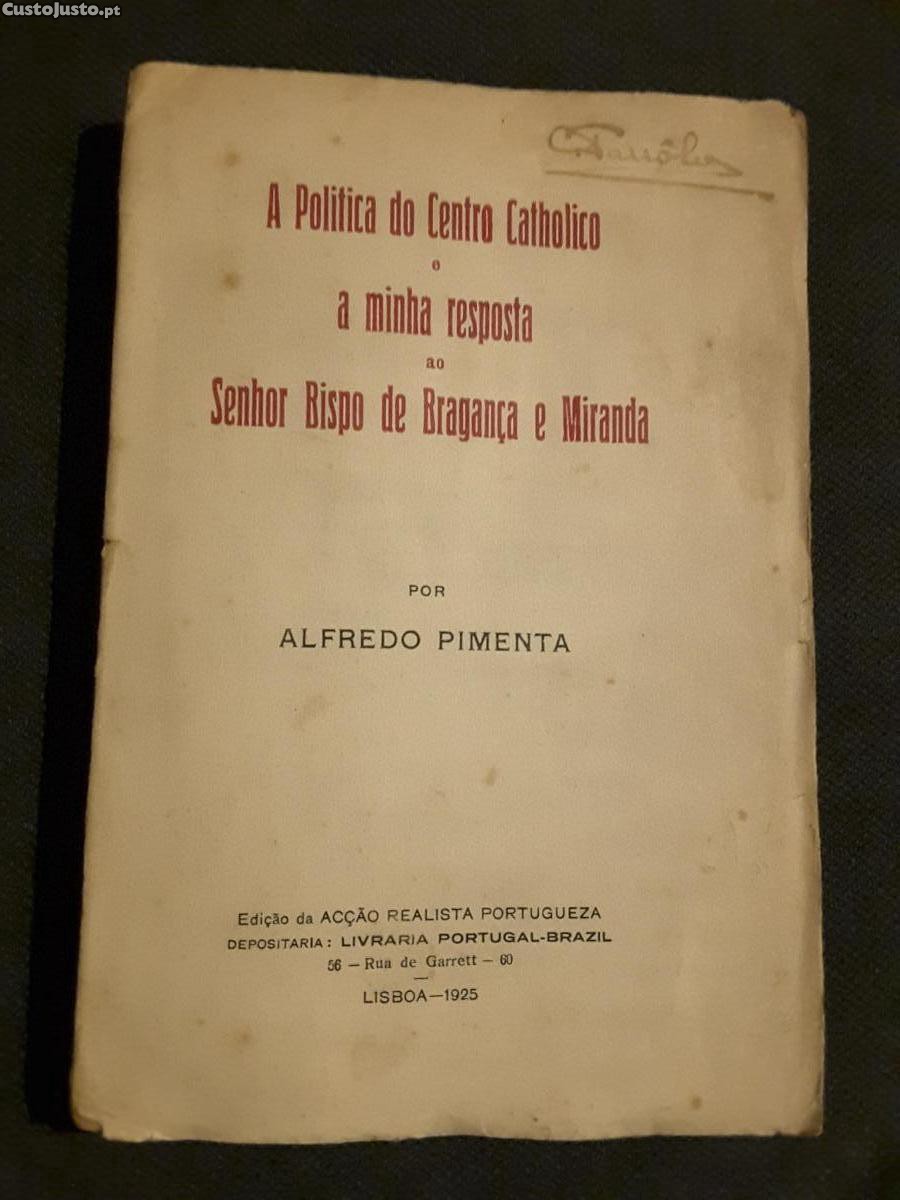 CustoJusto.pt
A Politica do Centro Catholico
e
a minha resposta
ao
Senhor Bispo de Bragança e Miranda
POR
ALFREDO PIMENTA
Edição da ACÇÃO REALISTA PORTUGUEZA
DEPOSITARIA: LIVRARIA PORTUGAL-BRAZIL
56 — Rua de Garrett — 60
LISBOA—1925